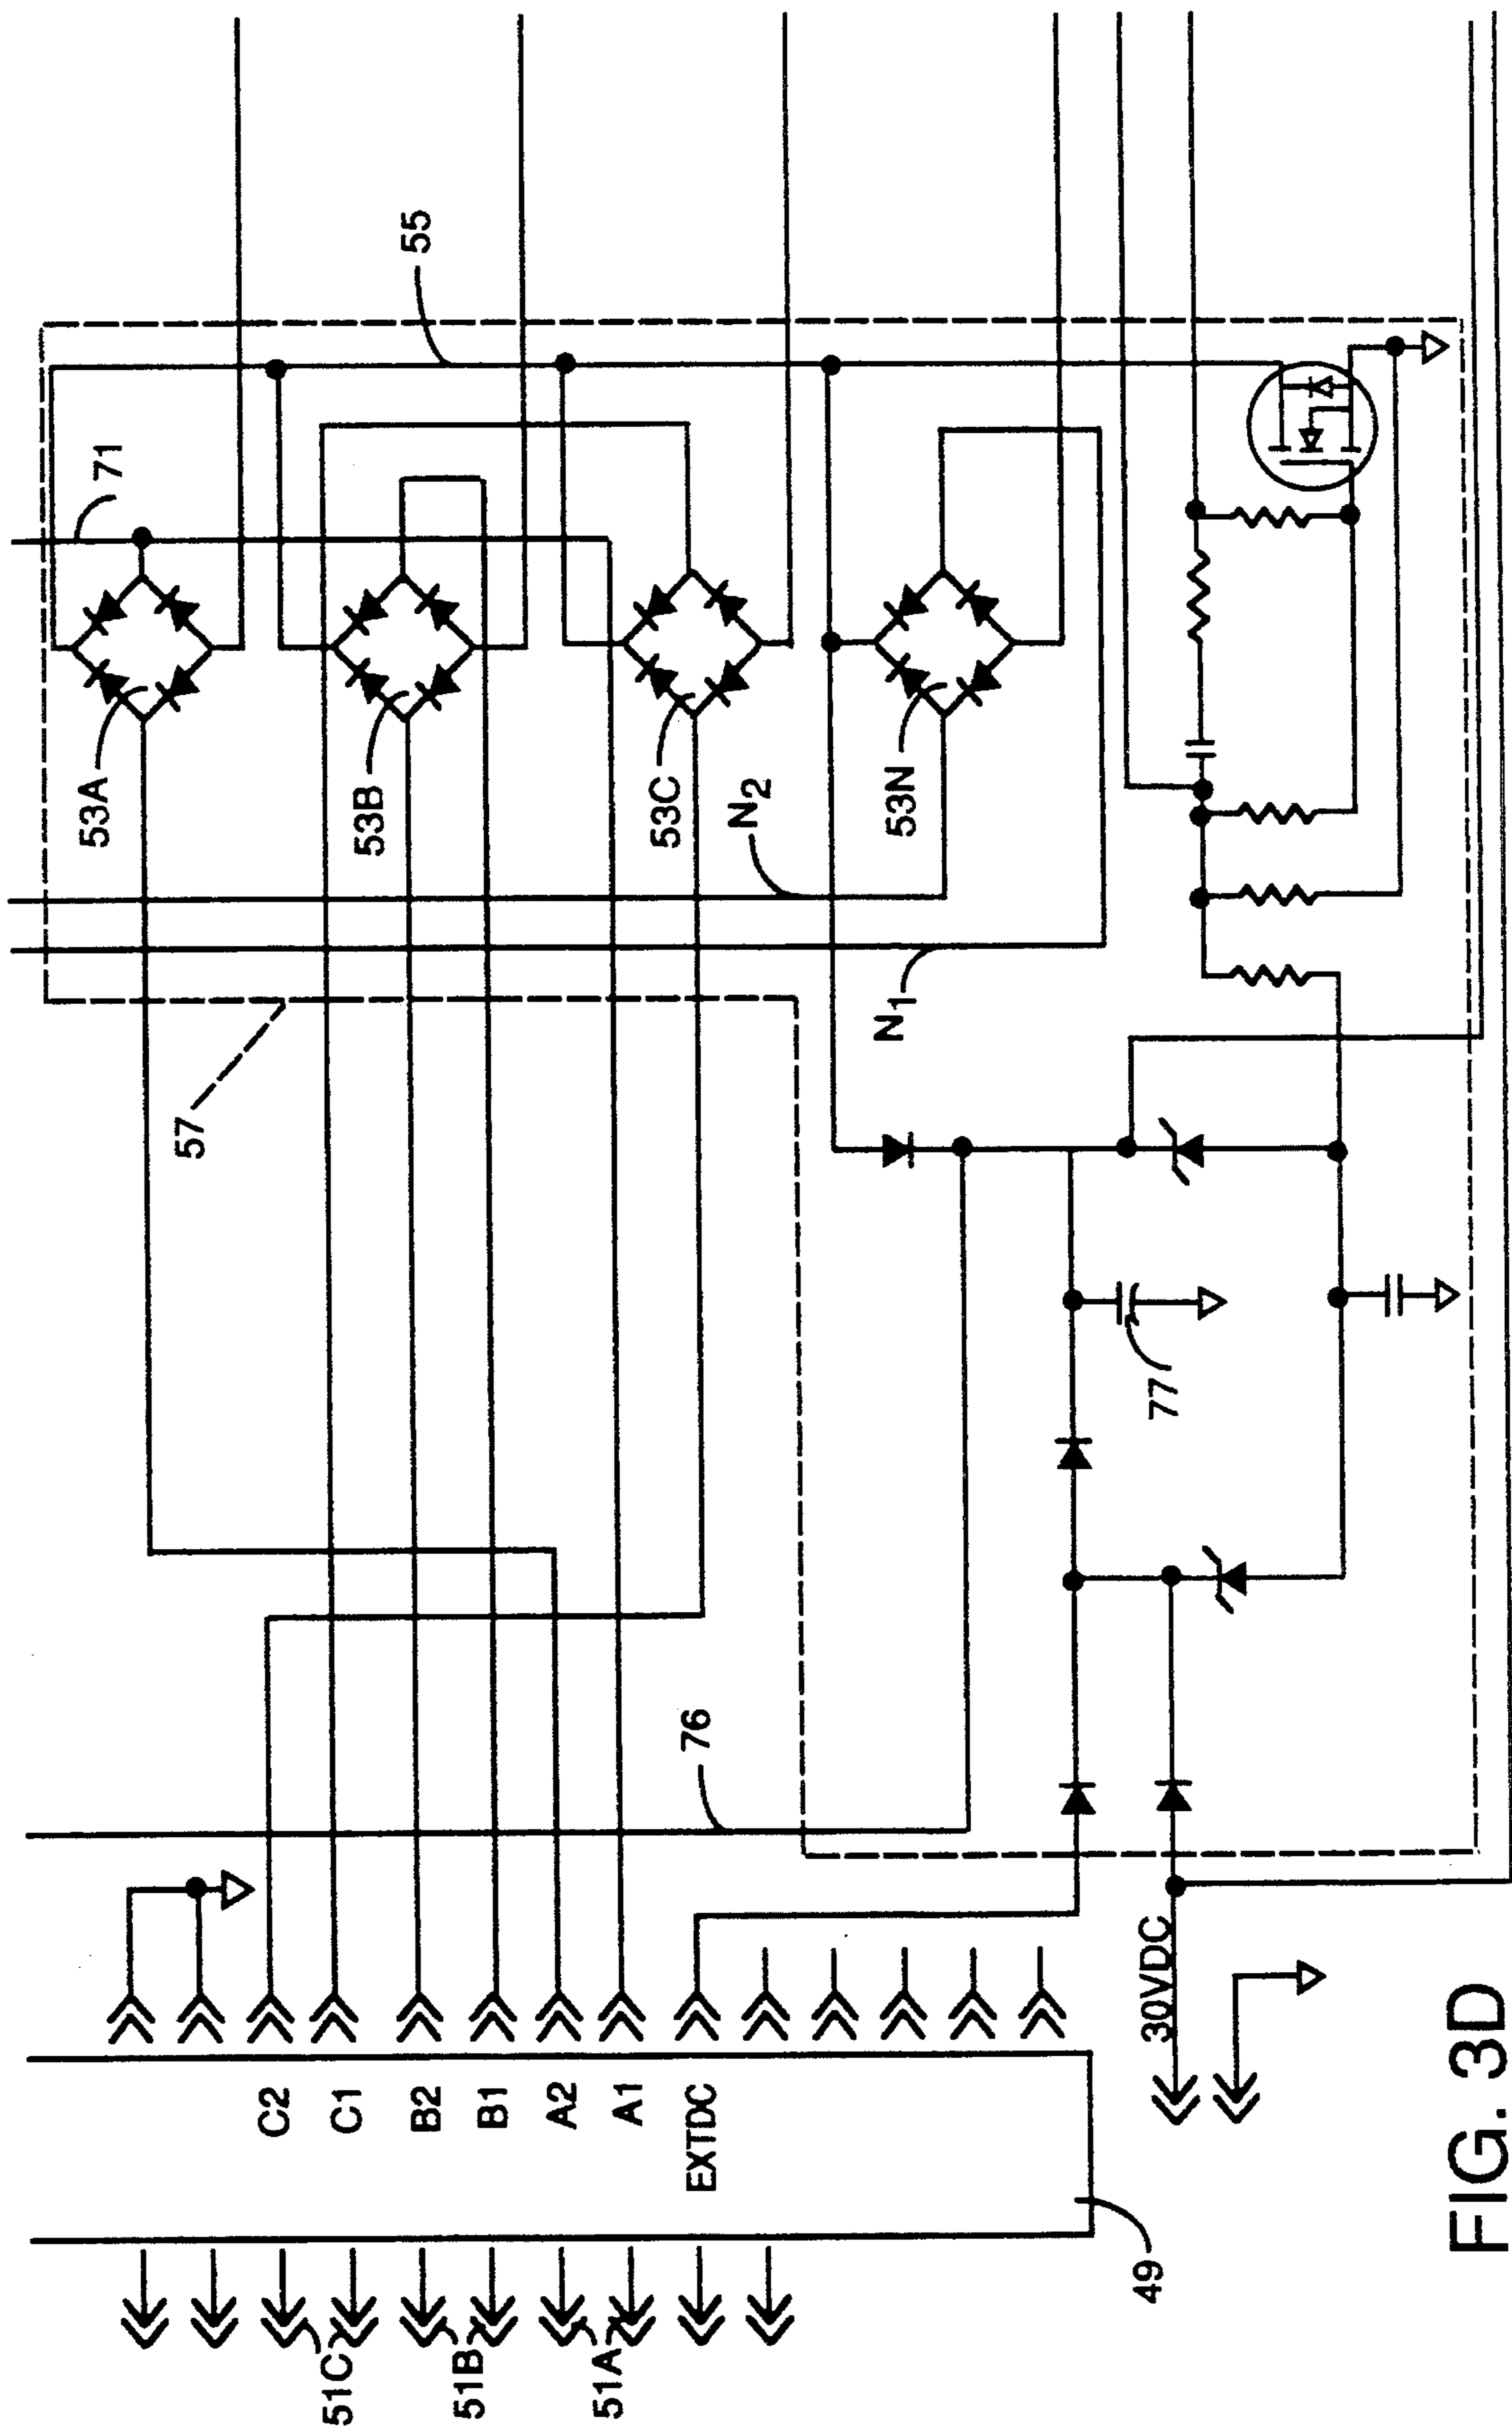 51C
51B
51A
49
C2
C1
B2
B1
A2
A1
EXTDC
30VDC
76
77
57
N1
N2
53A
53B
53C
53N
71
55
FIG. 3D